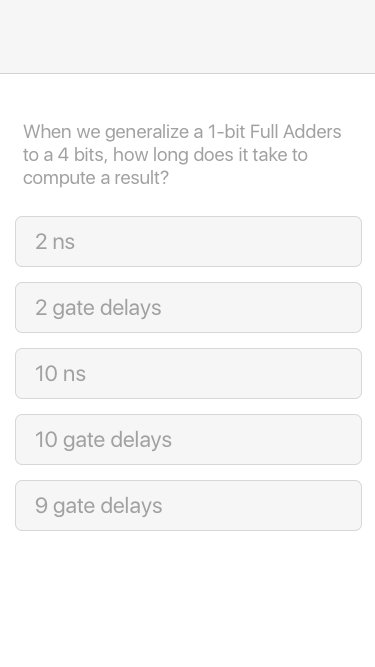 When we generalize a 1-bit Full Adders
to a 4 bits, how long does it take to
compute a result?
2 ns
2 gate delays
10 ns
10 gate delays
9 gate delays